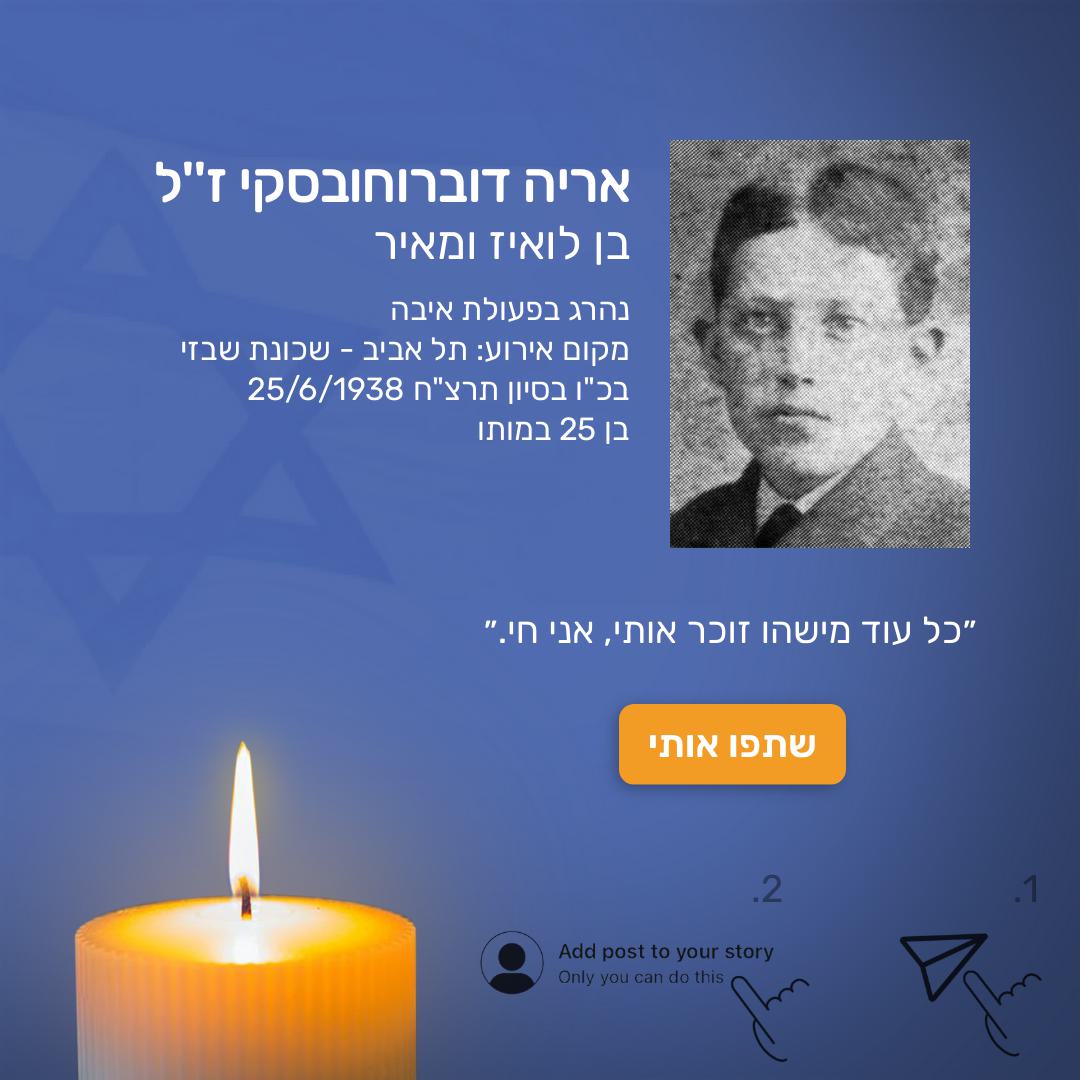 אריה דוברוחובסקי ז"ל
בן לואיז ומאיר
נהרג בפעולת איבה
מקום אירוע: תל אביב - שכונת שבזי
בכ"ו בסיון תרצ"ח 25/6/1938
בן 25 במותו
״כל עוד מישהו זוכר אותי, אני חי.״
שתפו אותי
1.
2.
Add post to your story
Only you can do this